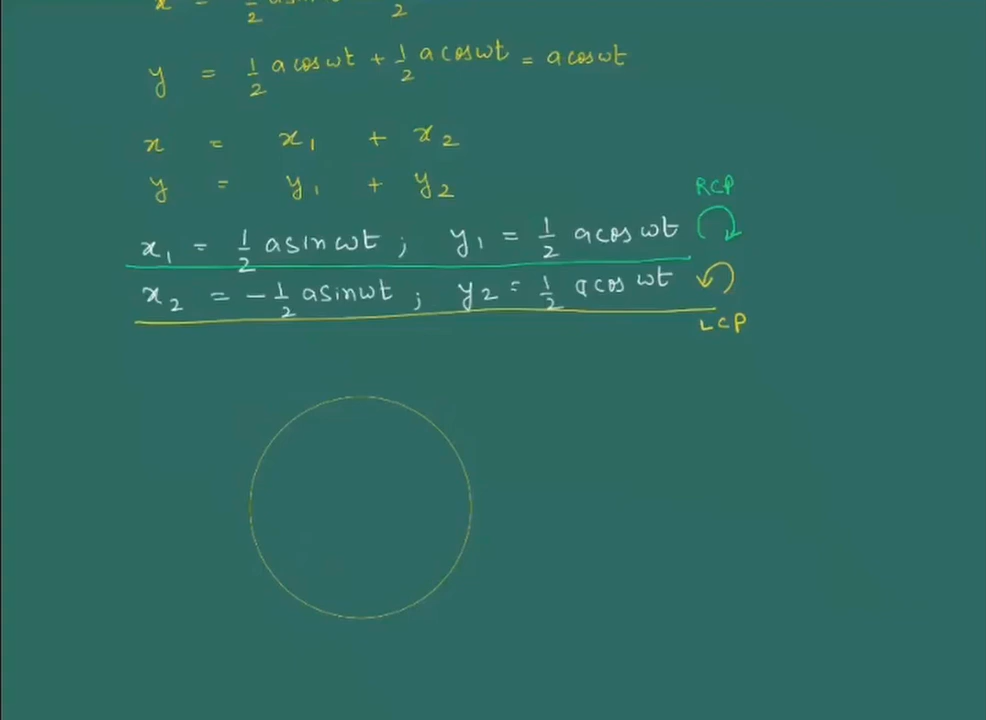 y = 1/2 a cos ωt + 1/2 a cos ωt = a cos ωt
x = x₁ + x₂
y = y₁ + y₂
RCP
x₁ = 1/2 a sin ωt ; y₁ = 1/2 a cos ωt
x₂ = - 1/2 a sin ωt ; y₂ = 1/2 a cos ωt
LCP